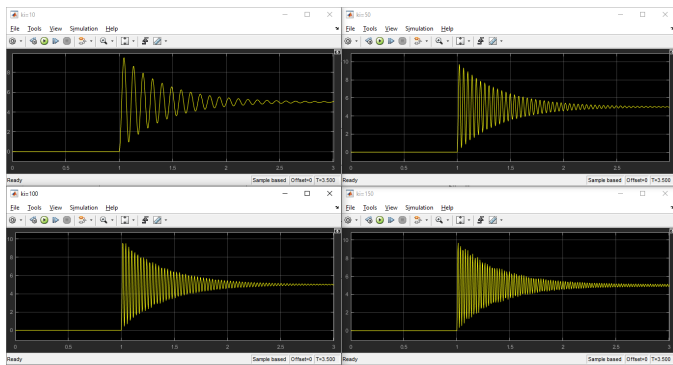 ki=10
File Tools View Simulation Help
8
6
4
2
0
0 0.5 1 1.5 2 2.5 3
Ready Sample based Offset=0 T=3.500
ki=50
File Tools View Simulation Help
10
8
6
4
2
0
0 0.5 1 1.5 2 2.5
Ready Sample based Offset=0 T=3.500
ki=100
File Tools View Simulation Help
10
8
6
4
2
0
0 0.5 1 1.5 2 2.5 3
Ready Sample based Offset=0 T=3.500
ki=150
File Tools View Simulation Help
10
8
6
4
2
0
0 0.5 1 1.5 2 2.5 3
Ready Sample based Offset=0 T=3.500